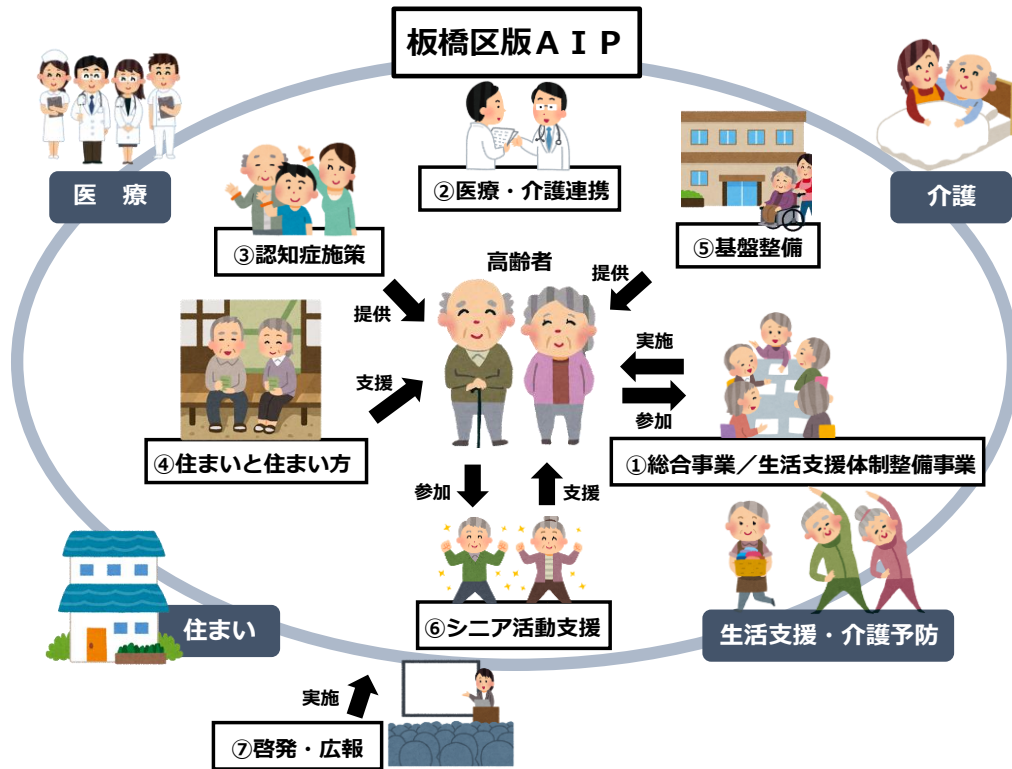 板橋区版ＡＩＰ
医 療
介護
②医療・介護連携
③認知症施策
⑤基盤整備
高齢者
提供
提供
実施
支援
参加
④住まいと住まい方
①総合事業／生活支援体制整備事業
参加
支援
⑥シニア活動支援
住まい
生活支援・介護予防
実施
⑦啓発・広報